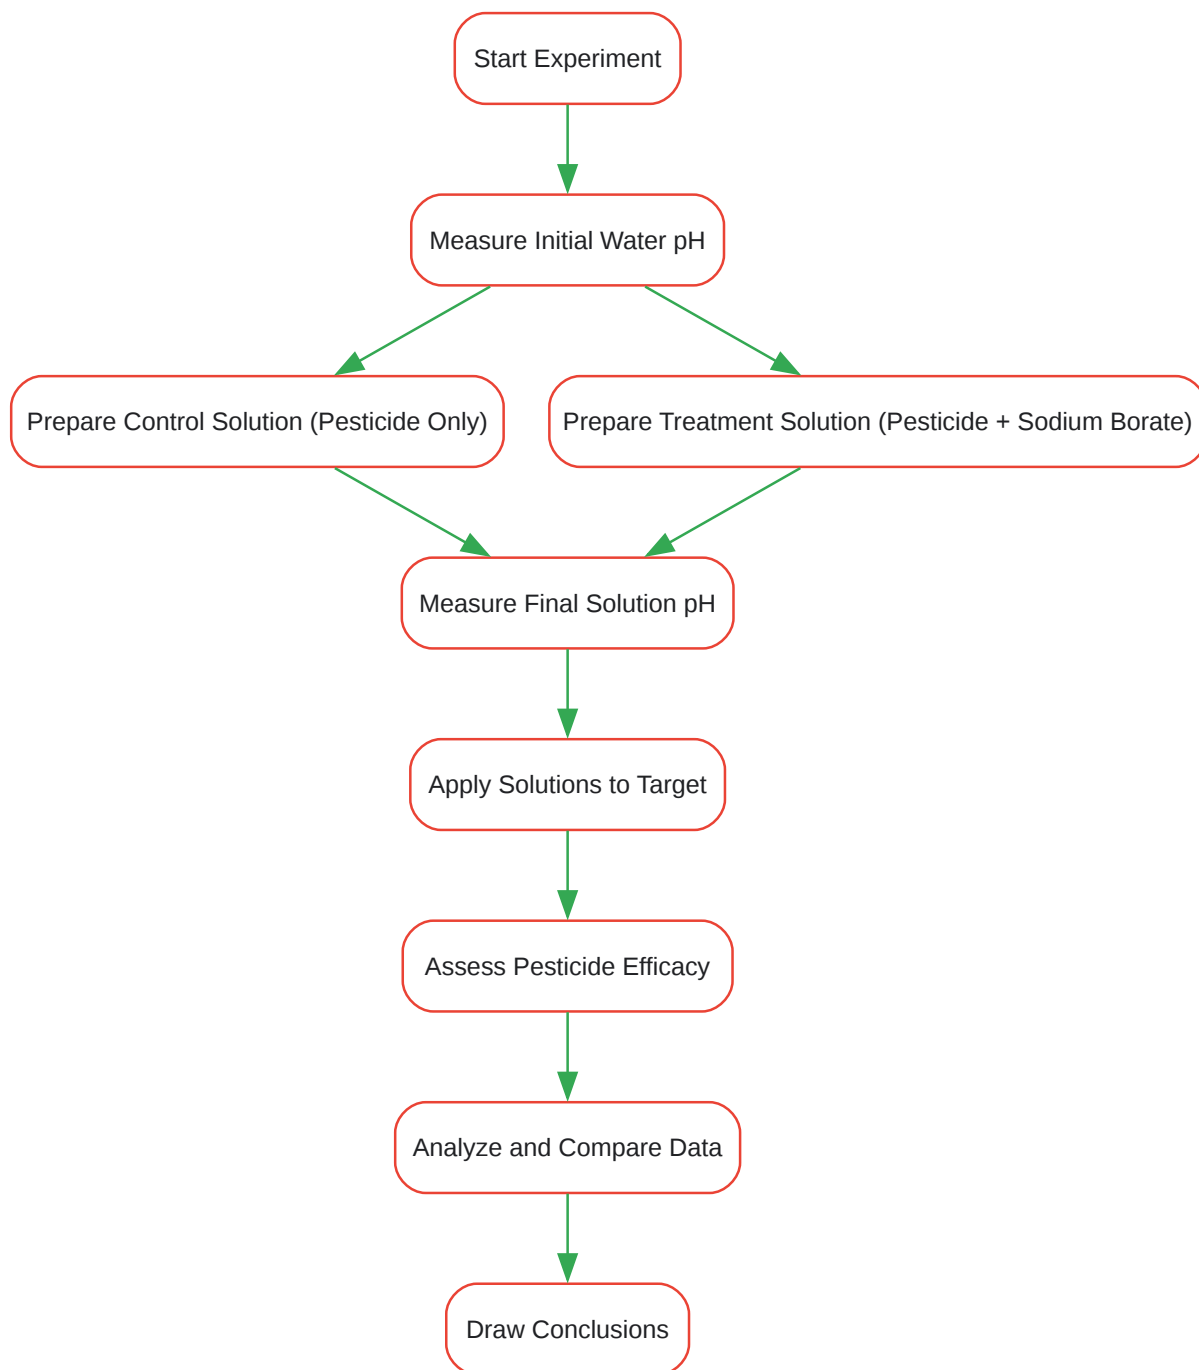 Start Experiment
Measure Initial Water pH
Prepare Control Solution (Pesticide Only)
Prepare Treatment Solution (Pesticide + Sodium Borate)
Measure Final Solution pH
Apply Solutions to Target
Assess Pesticide Efficacy
Analyze and Compare Data
Draw Conclusions